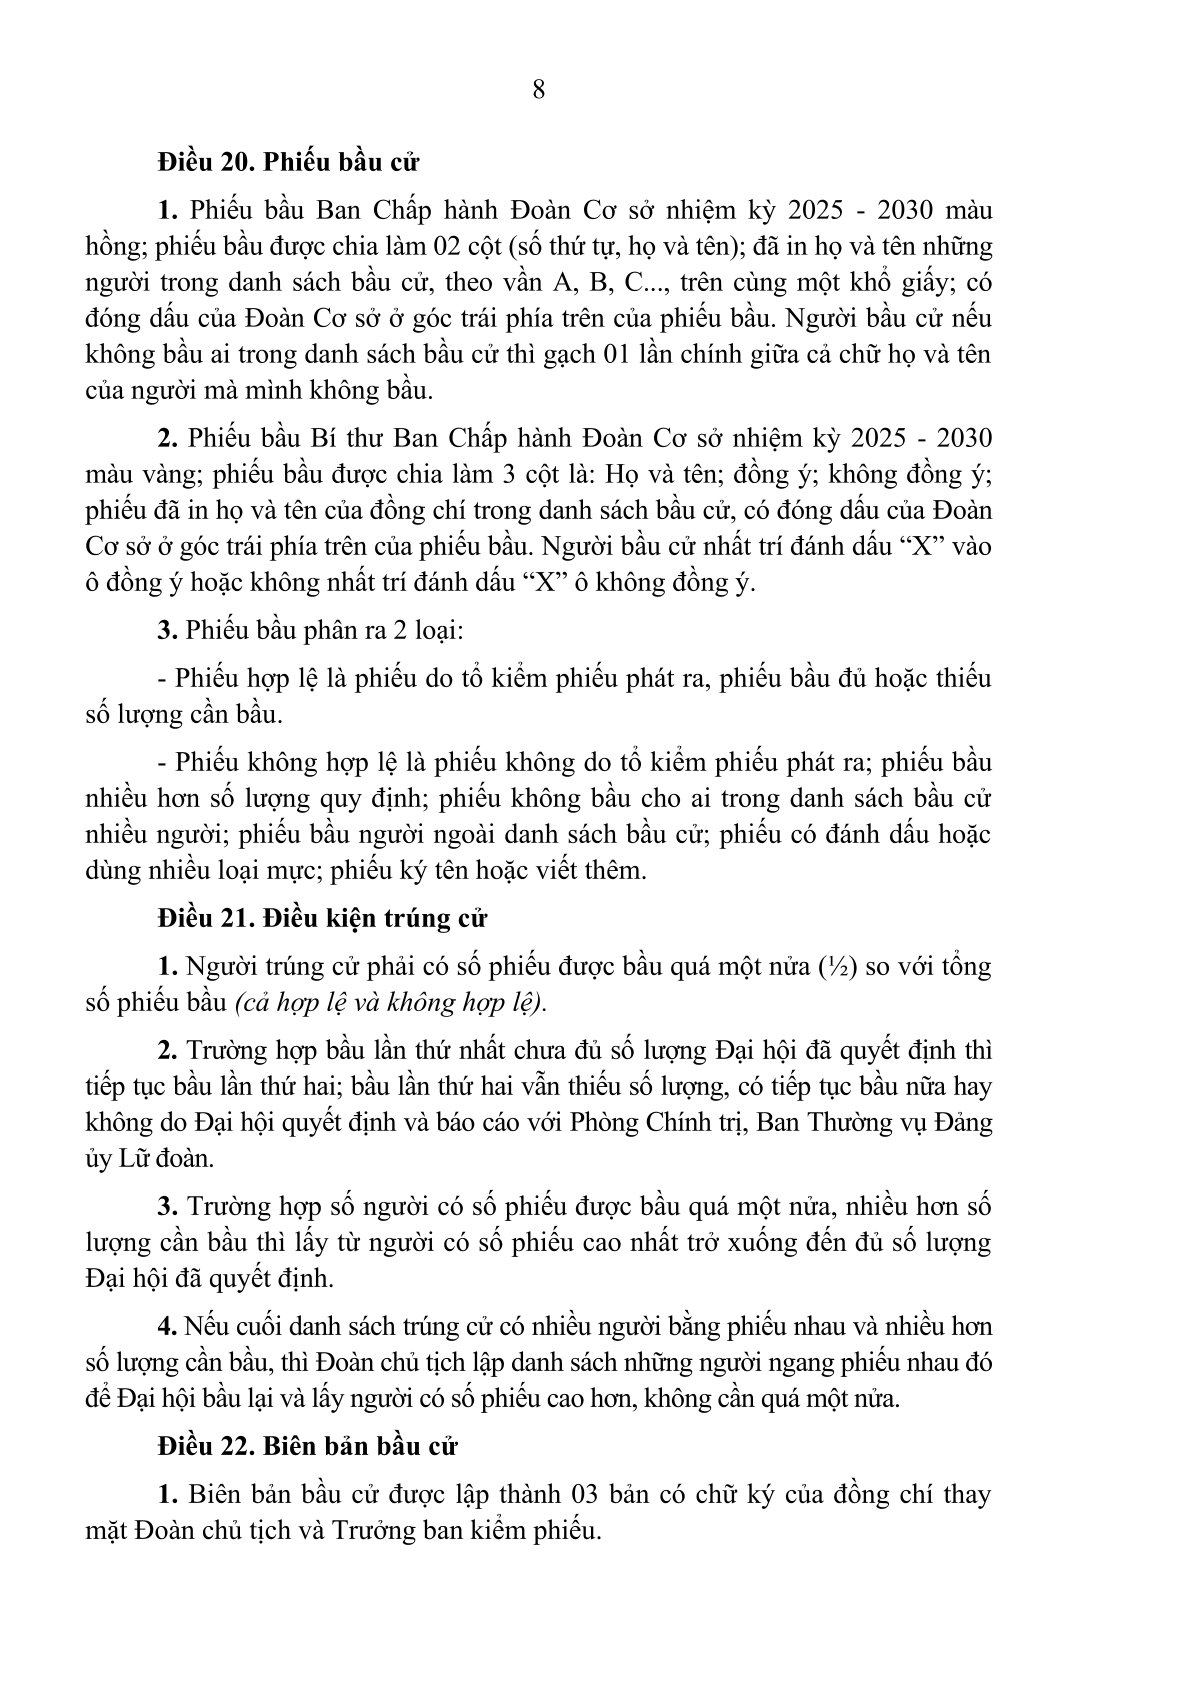 8
Điều 20. Phiếu bầu cử
1. Phiếu bầu Ban Chấp hành Đoàn Cơ sở nhiệm kỳ 2025 - 2030 màu
hồng; phiếu bầu được chia làm 02 cột (số thứ tự, họ và tên); đã in họ và tên những
người trong danh sách bầu cử, theo vần A, B, C..., trên cùng một khổ giấy; có
đóng dấu của Đoàn Cơ sở ở góc trái phía trên của phiếu bầu. Người bầu cử nếu
không bầu ai trong danh sách bầu cử thì gạch 01 lần chính giữa cả chữ họ và tên
của người mà mình không bầu.
2. Phiếu bầu Bí thư Ban Chấp hành Đoàn Cơ sở nhiệm kỳ 2025 - 2030
màu vàng; phiếu bầu được chia làm 3 cột là: Họ và tên; đồng ý; không đồng ý;
phiếu đã in họ và tên của đồng chí trong danh sách bầu cử, có đóng dấu của Đoàn
Cơ sở ở góc trái phía trên của phiếu bầu. Người bầu cử nhất trí đánh dấu “X” vào
ô đồng ý hoặc không nhất trí đánh dấu “X” ô không đồng ý.
3. Phiếu bầu phân ra 2 loại:
- Phiếu hợp lệ là phiếu do tổ kiểm phiếu phát ra, phiếu bầu đủ hoặc thiếu
số lượng cần bầu.
- Phiếu không hợp lệ là phiếu không do tổ kiểm phiếu phát ra; phiếu bầu
nhiều hơn số lượng quy định; phiếu không bầu cho ai trong danh sách bầu cử
nhiều người; phiếu bầu người ngoài danh sách bầu cử; phiếu có đánh dấu hoặc
dùng nhiều loại mực; phiếu ký tên hoặc viết thêm.
Điều 21. Điều kiện trúng cử
1. Người trúng cử phải có số phiếu được bầu quá một nửa (½) so với tổng
số phiếu bầu (cả hợp lệ và không hợp lệ).
2. Trường hợp bầu lần thứ nhất chưa đủ số lượng Đại hội đã quyết định thì
tiếp tục bầu lần thứ hai; bầu lần thứ hai vẫn thiếu số lượng, có tiếp tục bầu nữa hay
không do Đại hội quyết định và báo cáo với Phòng Chính trị, Ban Thường vụ Đảng
ủy Lữ đoàn.
3. Trường hợp số người có số phiếu được bầu quá một nửa, nhiều hơn số
lượng cần bầu thì lấy từ người có số phiếu cao nhất trở xuống đến đủ số lượng
Đại hội đã quyết định.
4. Nếu cuối danh sách trúng cử có nhiều người bằng phiếu nhau và nhiều hơn
số lượng cần bầu, thì Đoàn chủ tịch lập danh sách những người ngang phiếu nhau đó
để Đại hội bầu lại và lấy người có số phiếu cao hơn, không cần quá một nửa.
Điều 22. Biên bản bầu cử
1. Biên bản bầu cử được lập thành 03 bản có chữ ký của đồng chí thay
mặt Đoàn chủ tịch và Trưởng ban kiểm phiếu.